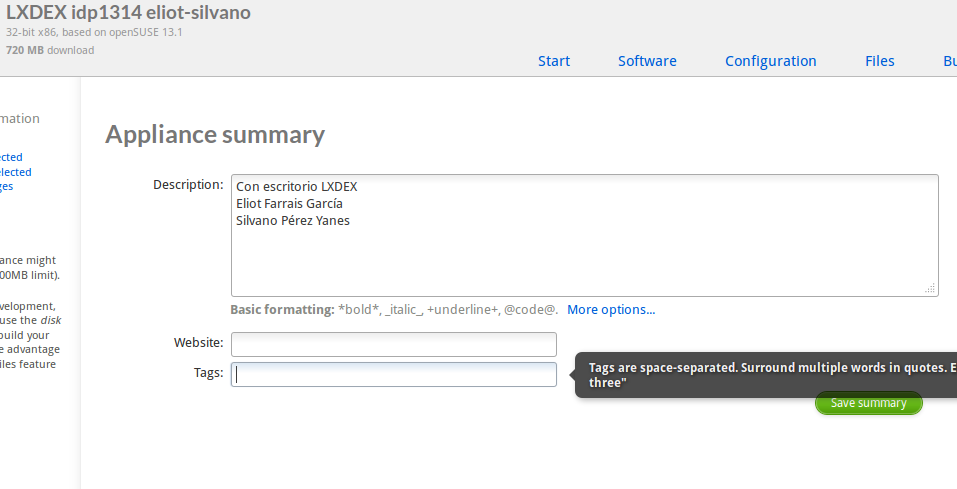 LXDEX idp1314 eliot-silvano
32-bit x86, based on openSUSE 13.1
720 MB download
Start Software Configuration Files Bu
mation
ected
elected
ges
ance might
00MB limit).
velopment,
use the disk
build your
e advantage
iles feature
Appliance summary
Description:
Con escritorio LXDEX
Eliot Farrais García
Silvano Pérez Yanes
Basic formatting: *bold*, _italic_, +underline+, @code@. More options...
Website:
Tags:
Tags are space-separated. Surround multiple words in quotes. E
three"
Save summary